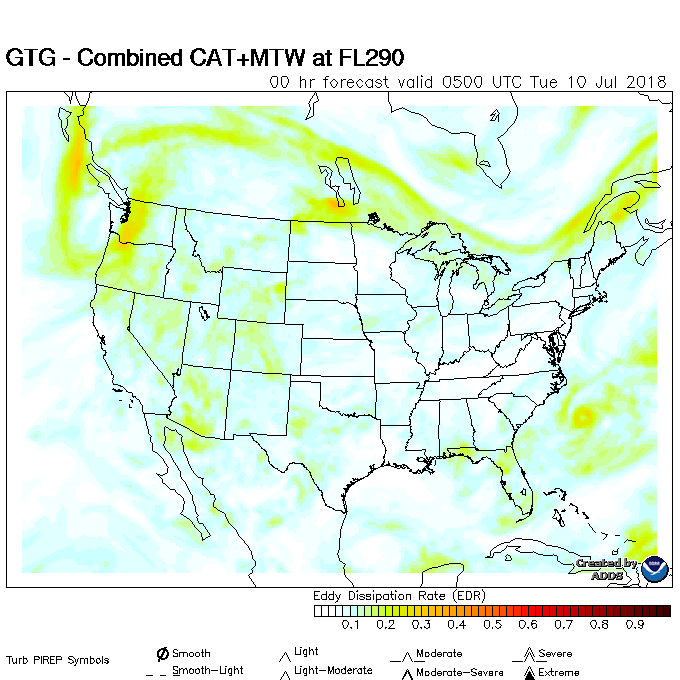 GTG - Combined CAT+MTW at FL290
00 hr forecast valid 0500 UTC Tue 10 Jul 2018
Created by
ADDS
Eddy Dissipation Rate (EDR)
0.1 0.2 0.3 0.4 0.5 0.6 0.7 0.8 0.9
Turb PIREP Symbols
Smooth
Light
Moderate
Severe
Smooth-Light
Light-Moderate
Moderate-Severe
Extreme